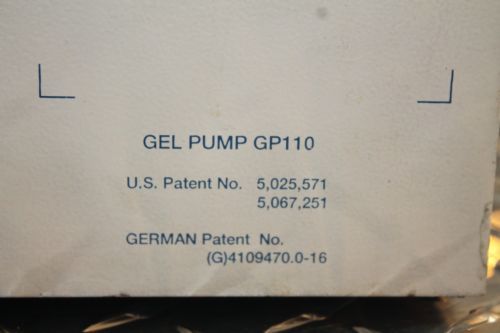 GEL PUMP GP110
U.S. Patent No. 5,025,571
5,067,251
GERMAN Patent No.
(G)4109470.0-16